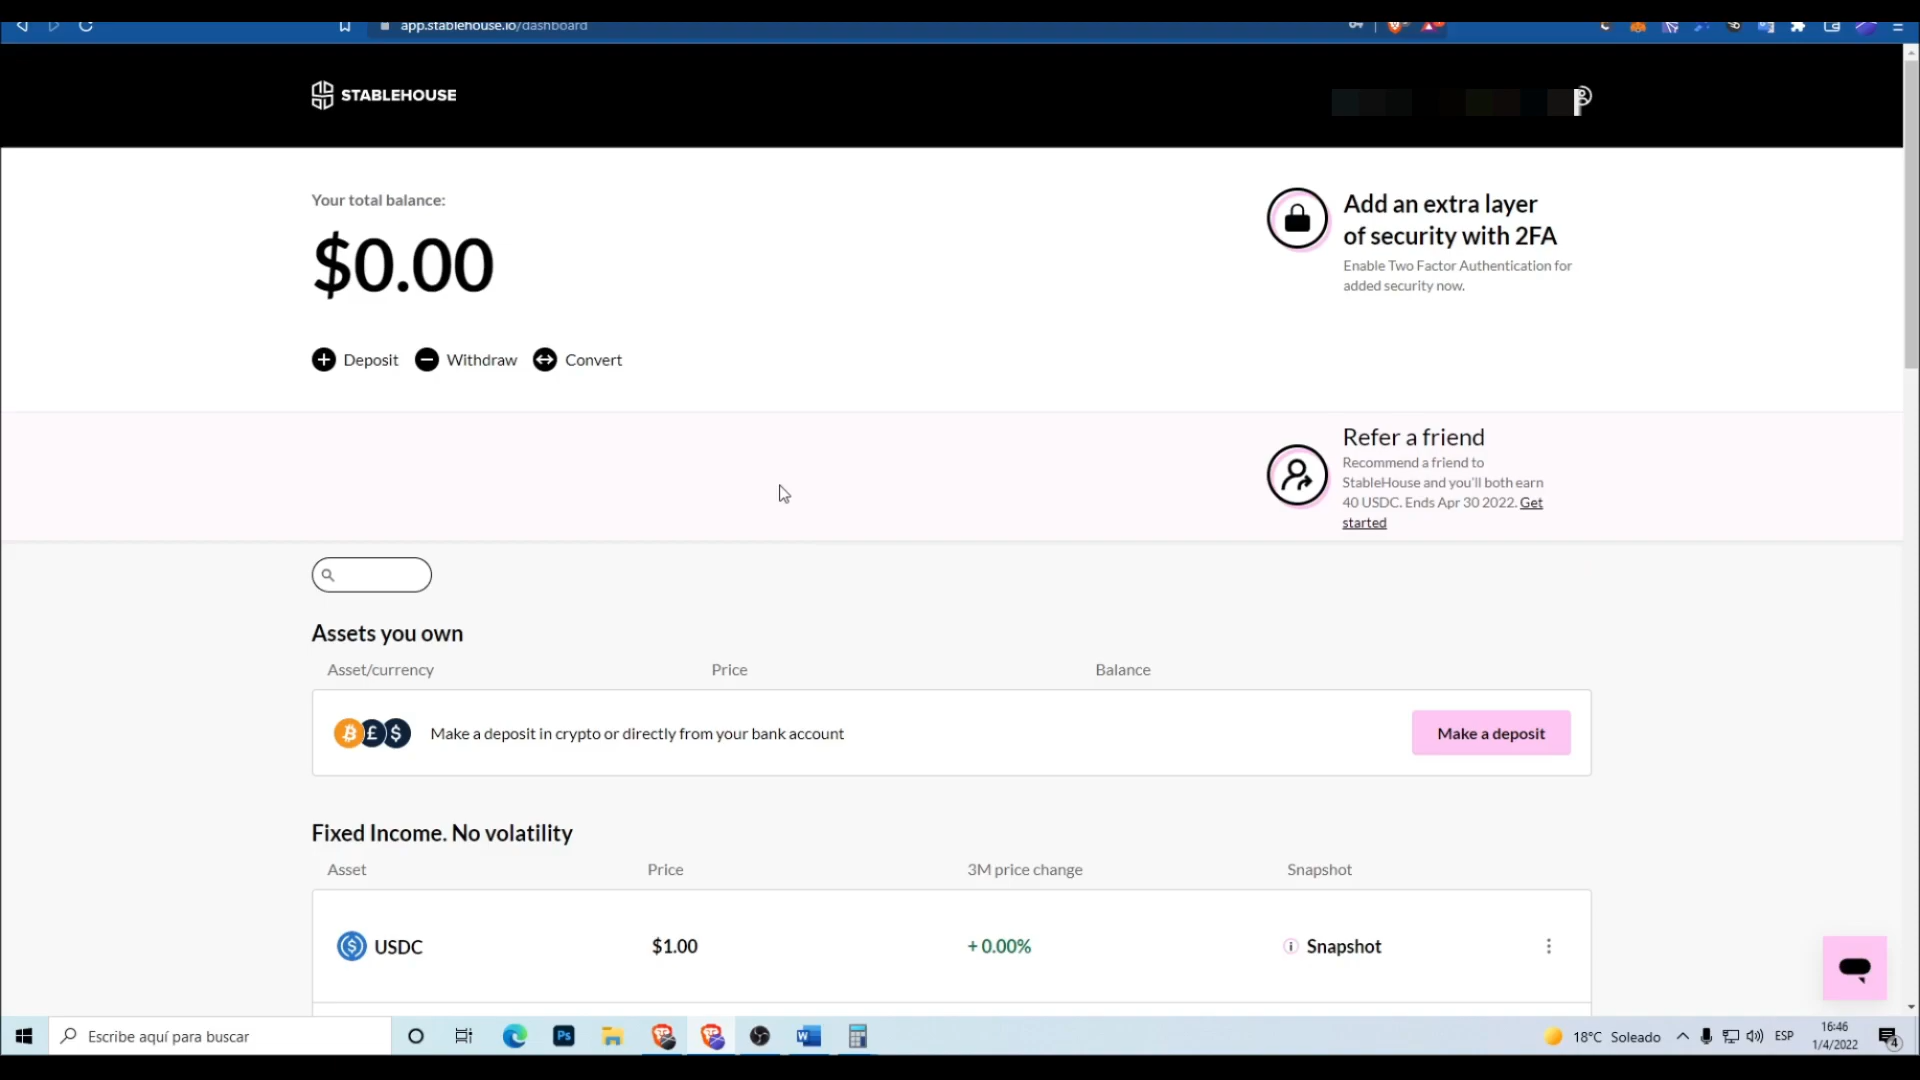 app.stablehouse.io/dashboard
STABLEHOUSE
Your total balance:
$0.00
Deposit
Withdraw
Convert
Add an extra layer
of security with 2FA
Enable Two Factor Authentication for
added security now.
Refer a friend
Recommend a friend to
StableHouse and you'll both earn
40 USDC. Ends Apr 30 2022. Get
started
Assets you own
Asset/currency
Price
Balance
Make a deposit in crypto or directly from your bank account
Make a deposit
Fixed Income. No volatility
Asset
Price
3M price change
Snapshot
USDC
$1.00
+ 0.00%
Snapshot
Escribe aquí para buscar
Ps
W
18°C Soleado
ESP
16:46
1/4/2022
4